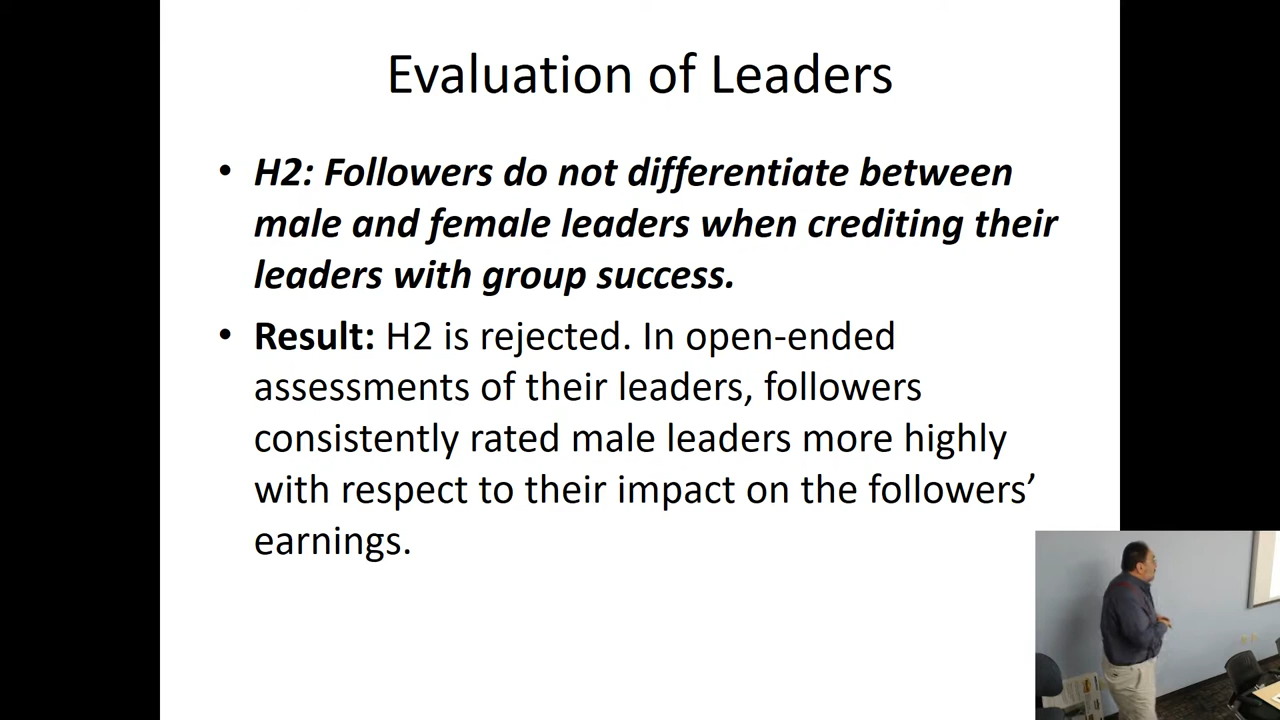 Evaluation of Leaders
• H2: Followers do not differentiate between
male and female leaders when crediting their
leaders with group success.
• Result: H2 is rejected. In open-ended
assessments of their leaders, followers
consistently rated male leaders more highly
with respect to their impact on the followers’
earnings.